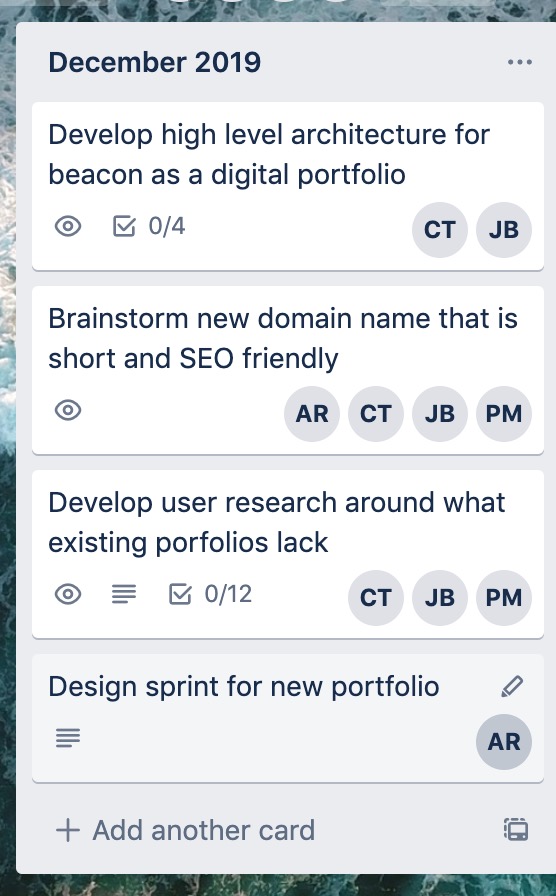 December 2019
Develop high level architecture for
beacon as a digital portfolio
0/4
CT JB
Brainstorm new domain name that is
short and SEO friendly
AR CT JB PM
Develop user research around what
existing porfolios lack
0/12
CT JB PM
Design sprint for new portfolio
AR
+ Add another card